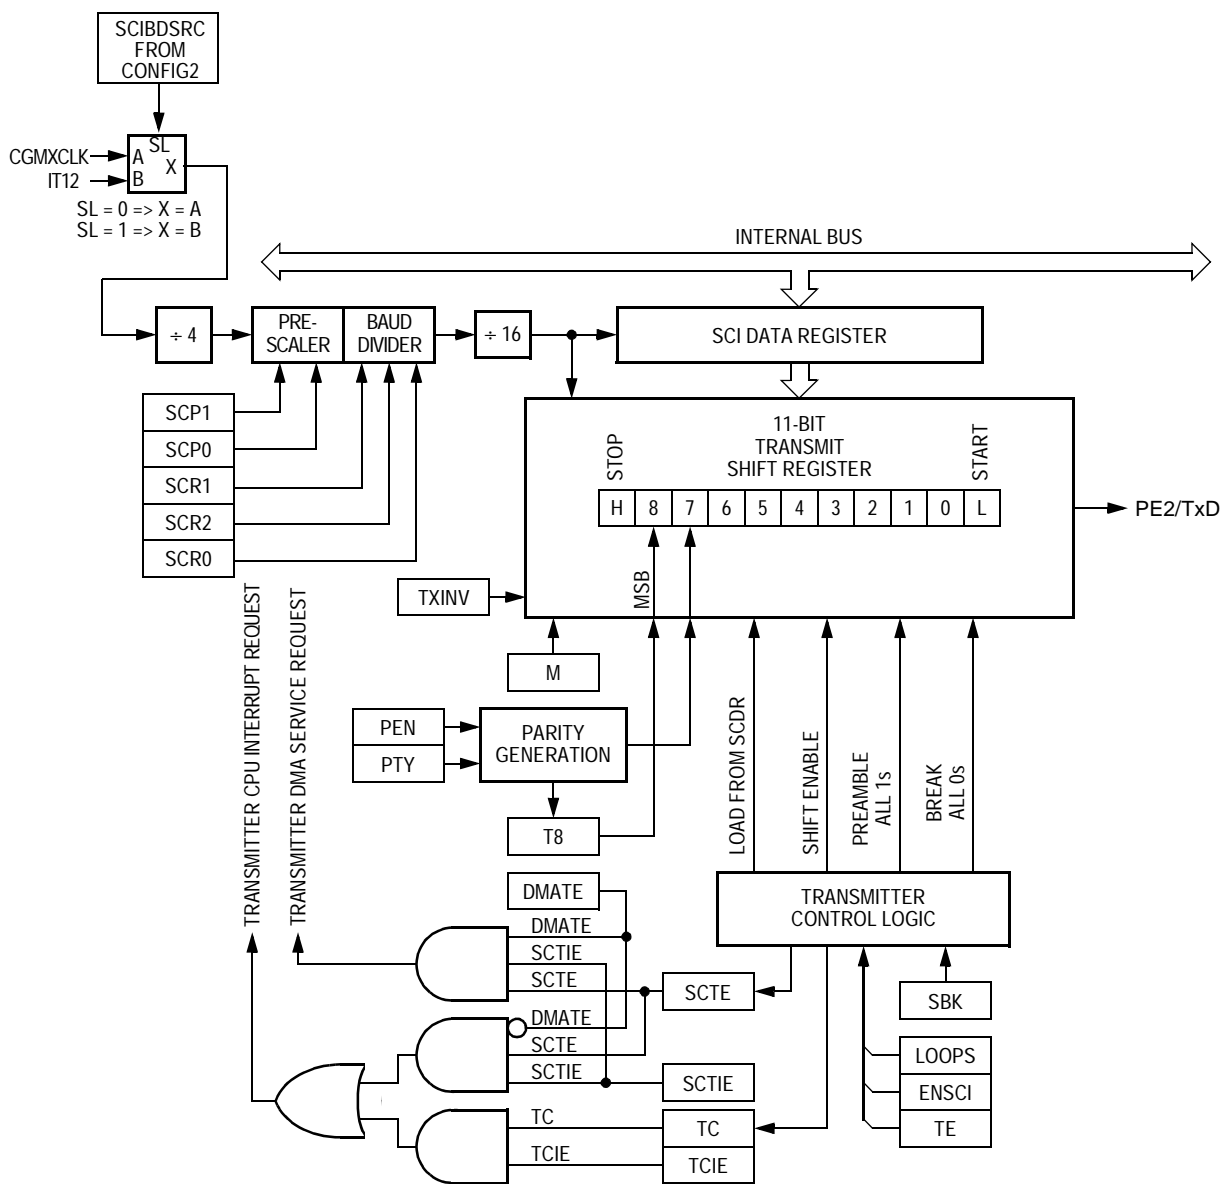 SCIBDSRC
FROM
CONFIG2
SL
CGMXCLK
A
X
IT12
B
SL = 0 => X = A
SL = 1 => X = B
INTERNAL BUS
÷ 4
PRE-
SCALER
BAUD
DIVIDER
÷ 16
SCI DATA REGISTER
SCP1
SCP0
SCR1
SCR2
SCR0
11-BIT
TRANSMIT
SHIFT REGISTER
STOP
START
H 8 7 6 5 4 3 2 1 0 L
PE2/TxD
MSB
TXINV
M
PEN
PTY
PARITY
GENERATION
T8
TRANSMITTER CPU INTERRUPT REQUEST
TRANSMITTER DMA SERVICE REQUEST
LOAD FROM SCDR
SHIFT ENABLE
PREAMBLE
ALL 1s
BREAK
ALL 0s
TRANSMITTER
CONTROL LOGIC
DMATE
DMATE
SCTIE
SCTE
SCTE
SBK
DMATE
SCTE
SCTIE
SCTIE
LOOPS
ENSCI
TE
TC
TC
TCIE
TCIE